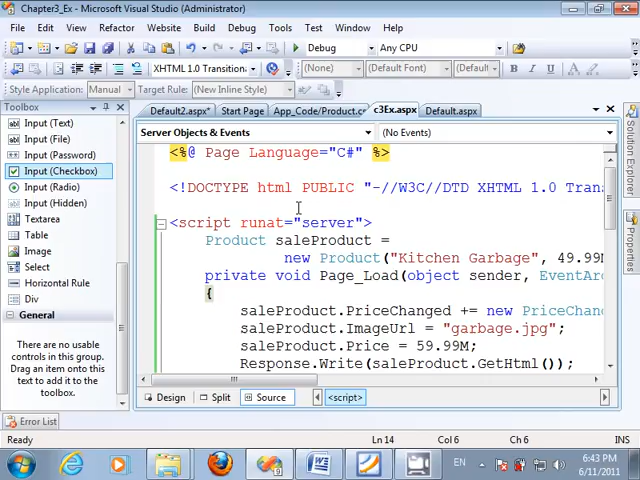 Chapter3_Ex - Microsoft Visual Studio (Administrator)
File Edit View Refactor Website Build Debug Tools Test Window Help
Debug Any CPU
XHTML 1.0 Transition (None) (Default Font) (Default
Style Application: Manual Target Rule: (New Inline Style)
Toolbox
Input (Text)
Input (File)
Input (Password)
Input (Checkbox)
Input (Radio)
Input (Hidden)
Textarea
Table
Image
Select
Horizontal Rule
Div
General
There are no usable
controls in this group.
Drag an item onto this
text to add it to the
toolbox.
Default2.aspx* Start Page App_Code/Product.cs c3Ex.aspx Default.aspx
Server Objects & Events (No Events)
<%@ Page Language="C#" %>
<!DOCTYPE html PUBLIC "-//W3C//DTD XHTML 1.0 Trans
<script runat="server">
Product saleProduct =
new Product("Kitchen Garbage", 49.99M
private void Page_Load(object sender, EventArg
{
saleProduct.PriceChanged += new PriceChang
saleProduct.ImageUrl = "garbage.jpg";
saleProduct.Price = 59.99M;
Response.Write(saleProduct.GetHtml());
Design Split Source <script>
Solution Explorer
Properties
Error List
Ready Ln 14 Col 6 Ch 6 INS
EN 6:43 PM
6/11/2011